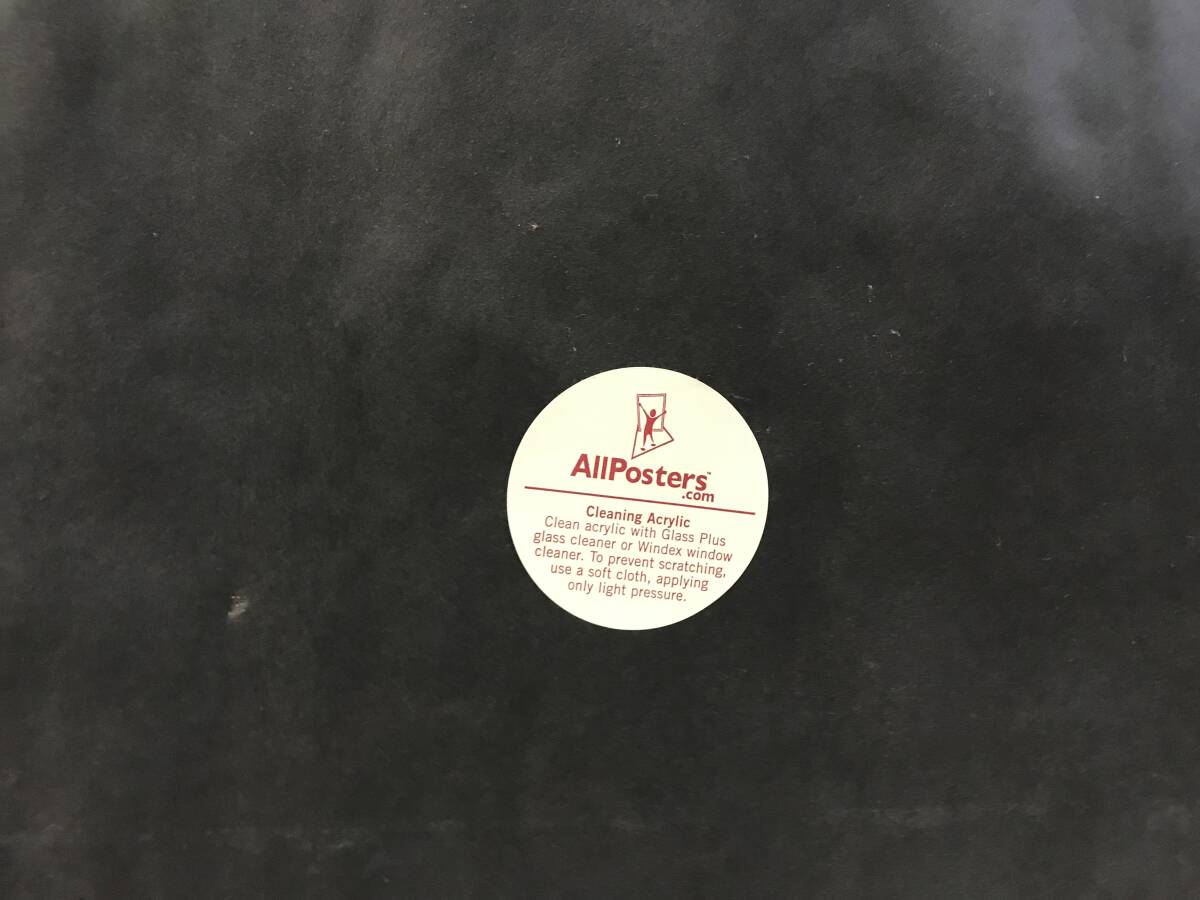 AllPosters™
.com
Cleaning Acrylic
Clean acrylic with Glass Plus
glass cleaner or Windex window
cleaner. To prevent scratching,
use a soft cloth, applying
only light pressure.